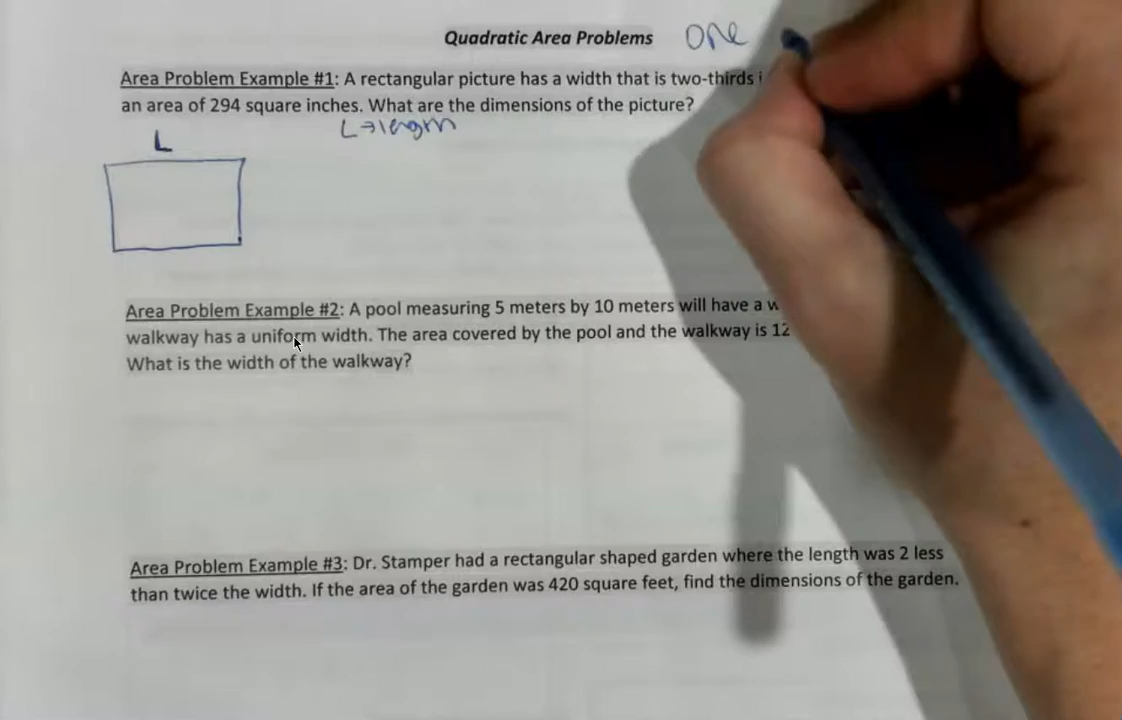 Quadratic Area Problems one
Area Problem Example #1: A rectangular picture has a width that is two-thirds
an area of 294 square inches. What are the dimensions of the picture?
L→length
L
Area Problem Example #2: A pool measuring 5 meters by 10 meters will have a
walkway has a uniform width. The area covered by the pool and the walkway is 12
What is the width of the walkway?
Area Problem Example #3: Dr. Stamper had a rectangular shaped garden where the length was 2 less
than twice the width. If the area of the garden was 420 square feet, find the dimensions of the garden.